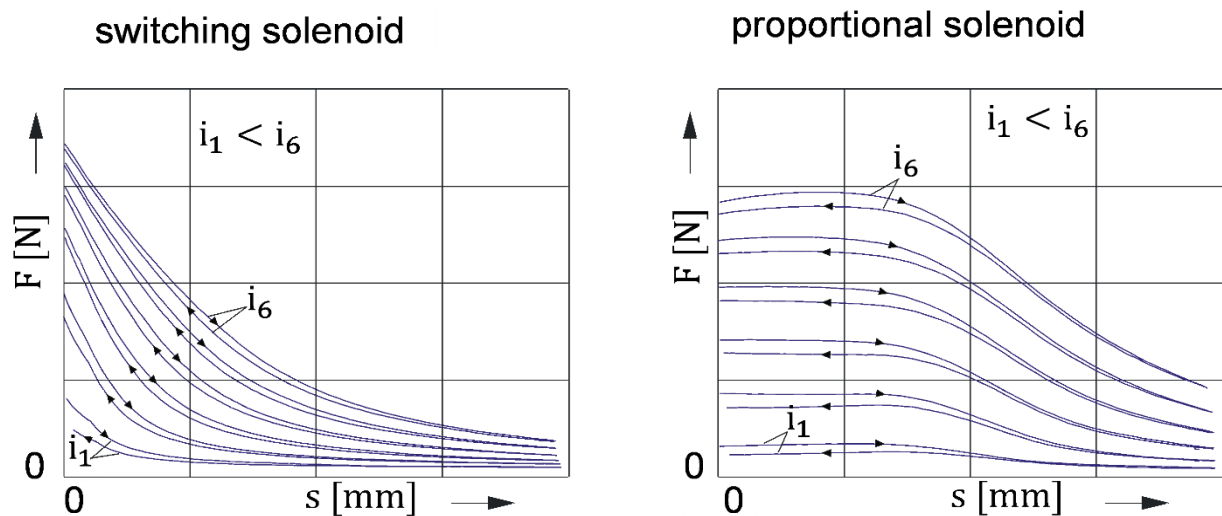 switching solenoid
i₁ < i₆
F [N]
i₆
i₁
0
0
s [mm]
proportional solenoid
i₁ < i₆
i₆
F [N]
i₁
0
0
s [mm]